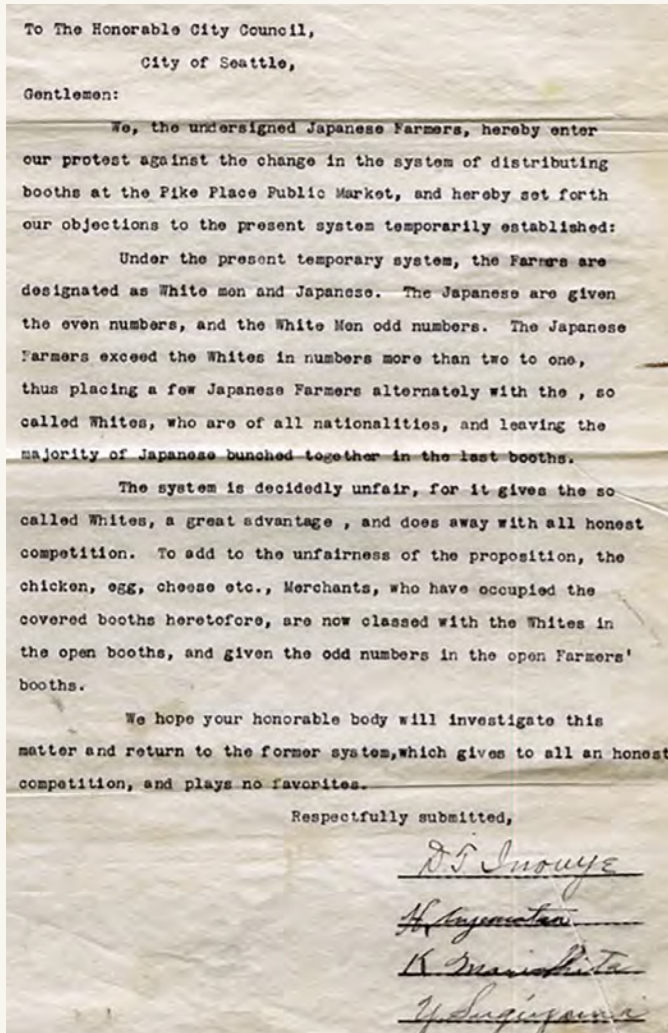 To The Honorable City Council,
City of Seattle,
Gentlemen:
We, the undersigned Japanese Farmers, hereby enter
our protest against the change in the system of distributing
booths at the Pike Place Public Market, and hereby set forth
our objections to the present system temporarily established:
Under the present temporary system, the Farmrs are
designated as White men and Japanese. The Japanese are given
the even numbers, and the White Men odd numbers. The Japanese
Farmers exceed the Whites in numbers more than two to one,
thus placing a few Japanese Farmers alternately with the , so
called Whites, who are of all nationalities, and leaving the
majority of Japanese bunched together in the last booths.
The system is decidedly unfair, for it gives the so
called Whites, a great advantage , and does away with all honest
competition. To add to the unfairness of the proposition, the
chicken, egg, cheese etc., Merchants, who have occupied the
covered booths heretofore, are now classed with the Whites in
the open booths, and given the odd numbers in the open Farmers'
booths.
We hope your honorable body will investigate this
matter and return to the former system,which gives to all an honest
competition, and plays no favorites.
Respectfully submitted,
D.T. Inouye
H.
K Morishita
Y.